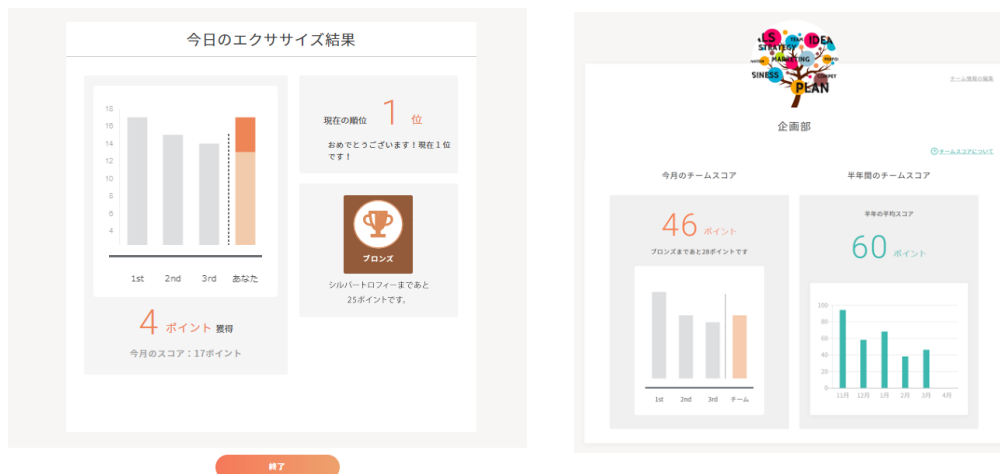 今日のエクササイズ結果
18
16
14
12
10
8
6
4
1st 2nd 3rd あなた
4 ポイント 獲得
今月のスコア：17ポイント
現在の順位 1 位
おめでとうございます！現在１位
です！
ブロンズ
シルバートロフィーまであと
25ポイントです。
終了
LS
TEAM
IDEA
STRATEGY
MARKETING
SINESS
PLAN
チーム情報の編集
企画部
チームスコアについて
今月のチームスコア
46 ポイント
ブロンズまであと28ポイントです
1st 2nd 3rd チーム
半年間のチームスコア
半年の平均スコア
60 ポイント
100
80
60
40
20
0
11月 12月 1月 2月 3月 4月